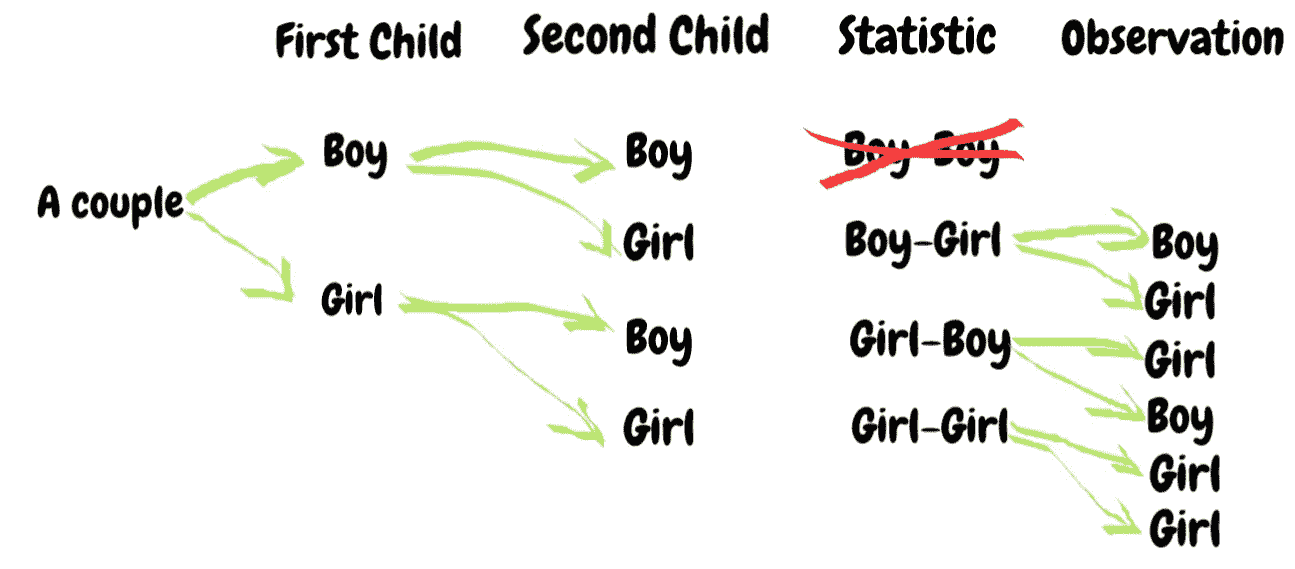 First Child Second Child Statistic Observation
Boy Boy Boy-Boy
A couple
Girl Boy-Girl Boy
Girl Girl
Boy Girl-Boy Girl
Boy
Girl Girl-Girl
Girl
Girl